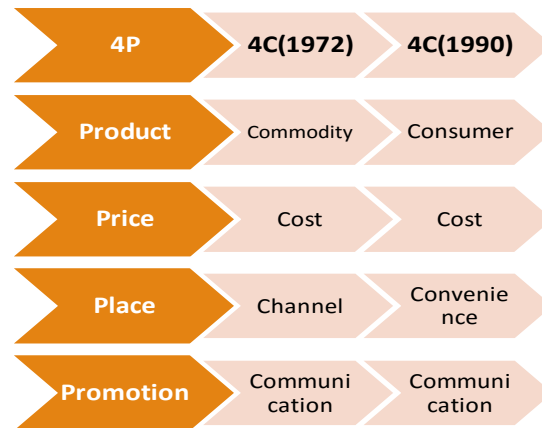 4P 4C(1972) 4C(1990)
Product Commodity Consumer
Price Cost Cost
Place Channel Convenie
nce
Promotion Communi
cation Communi
cation